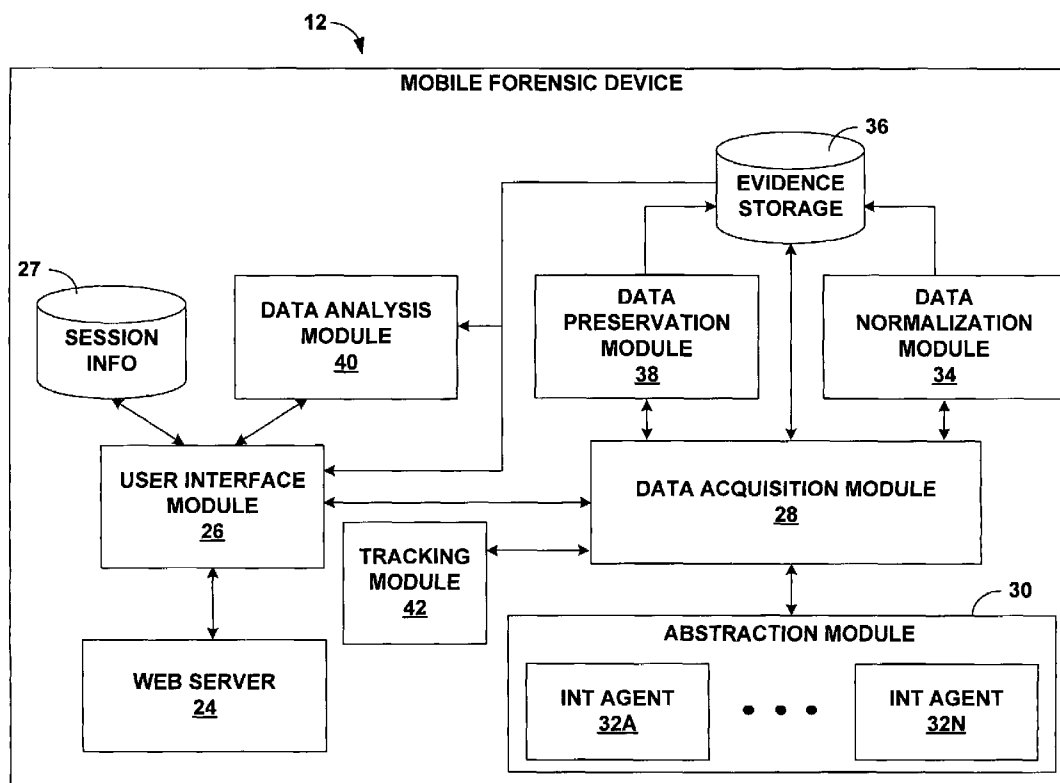 12
MOBILE FORENSIC DEVICE
36
EVIDENCE
STORAGE
27
SESSION
INFO
DATA ANALYSIS
MODULE
40
DATA
PRESERVATION
MODULE
38
DATA
NORMALIZATION
MODULE
34
USER INTERFACE
MODULE
26
DATA ACQUISITION MODULE
28
TRACKING
MODULE
42
30
ABSTRACTION MODULE
WEB SERVER
24
INT AGENT
32A
INT AGENT
32N